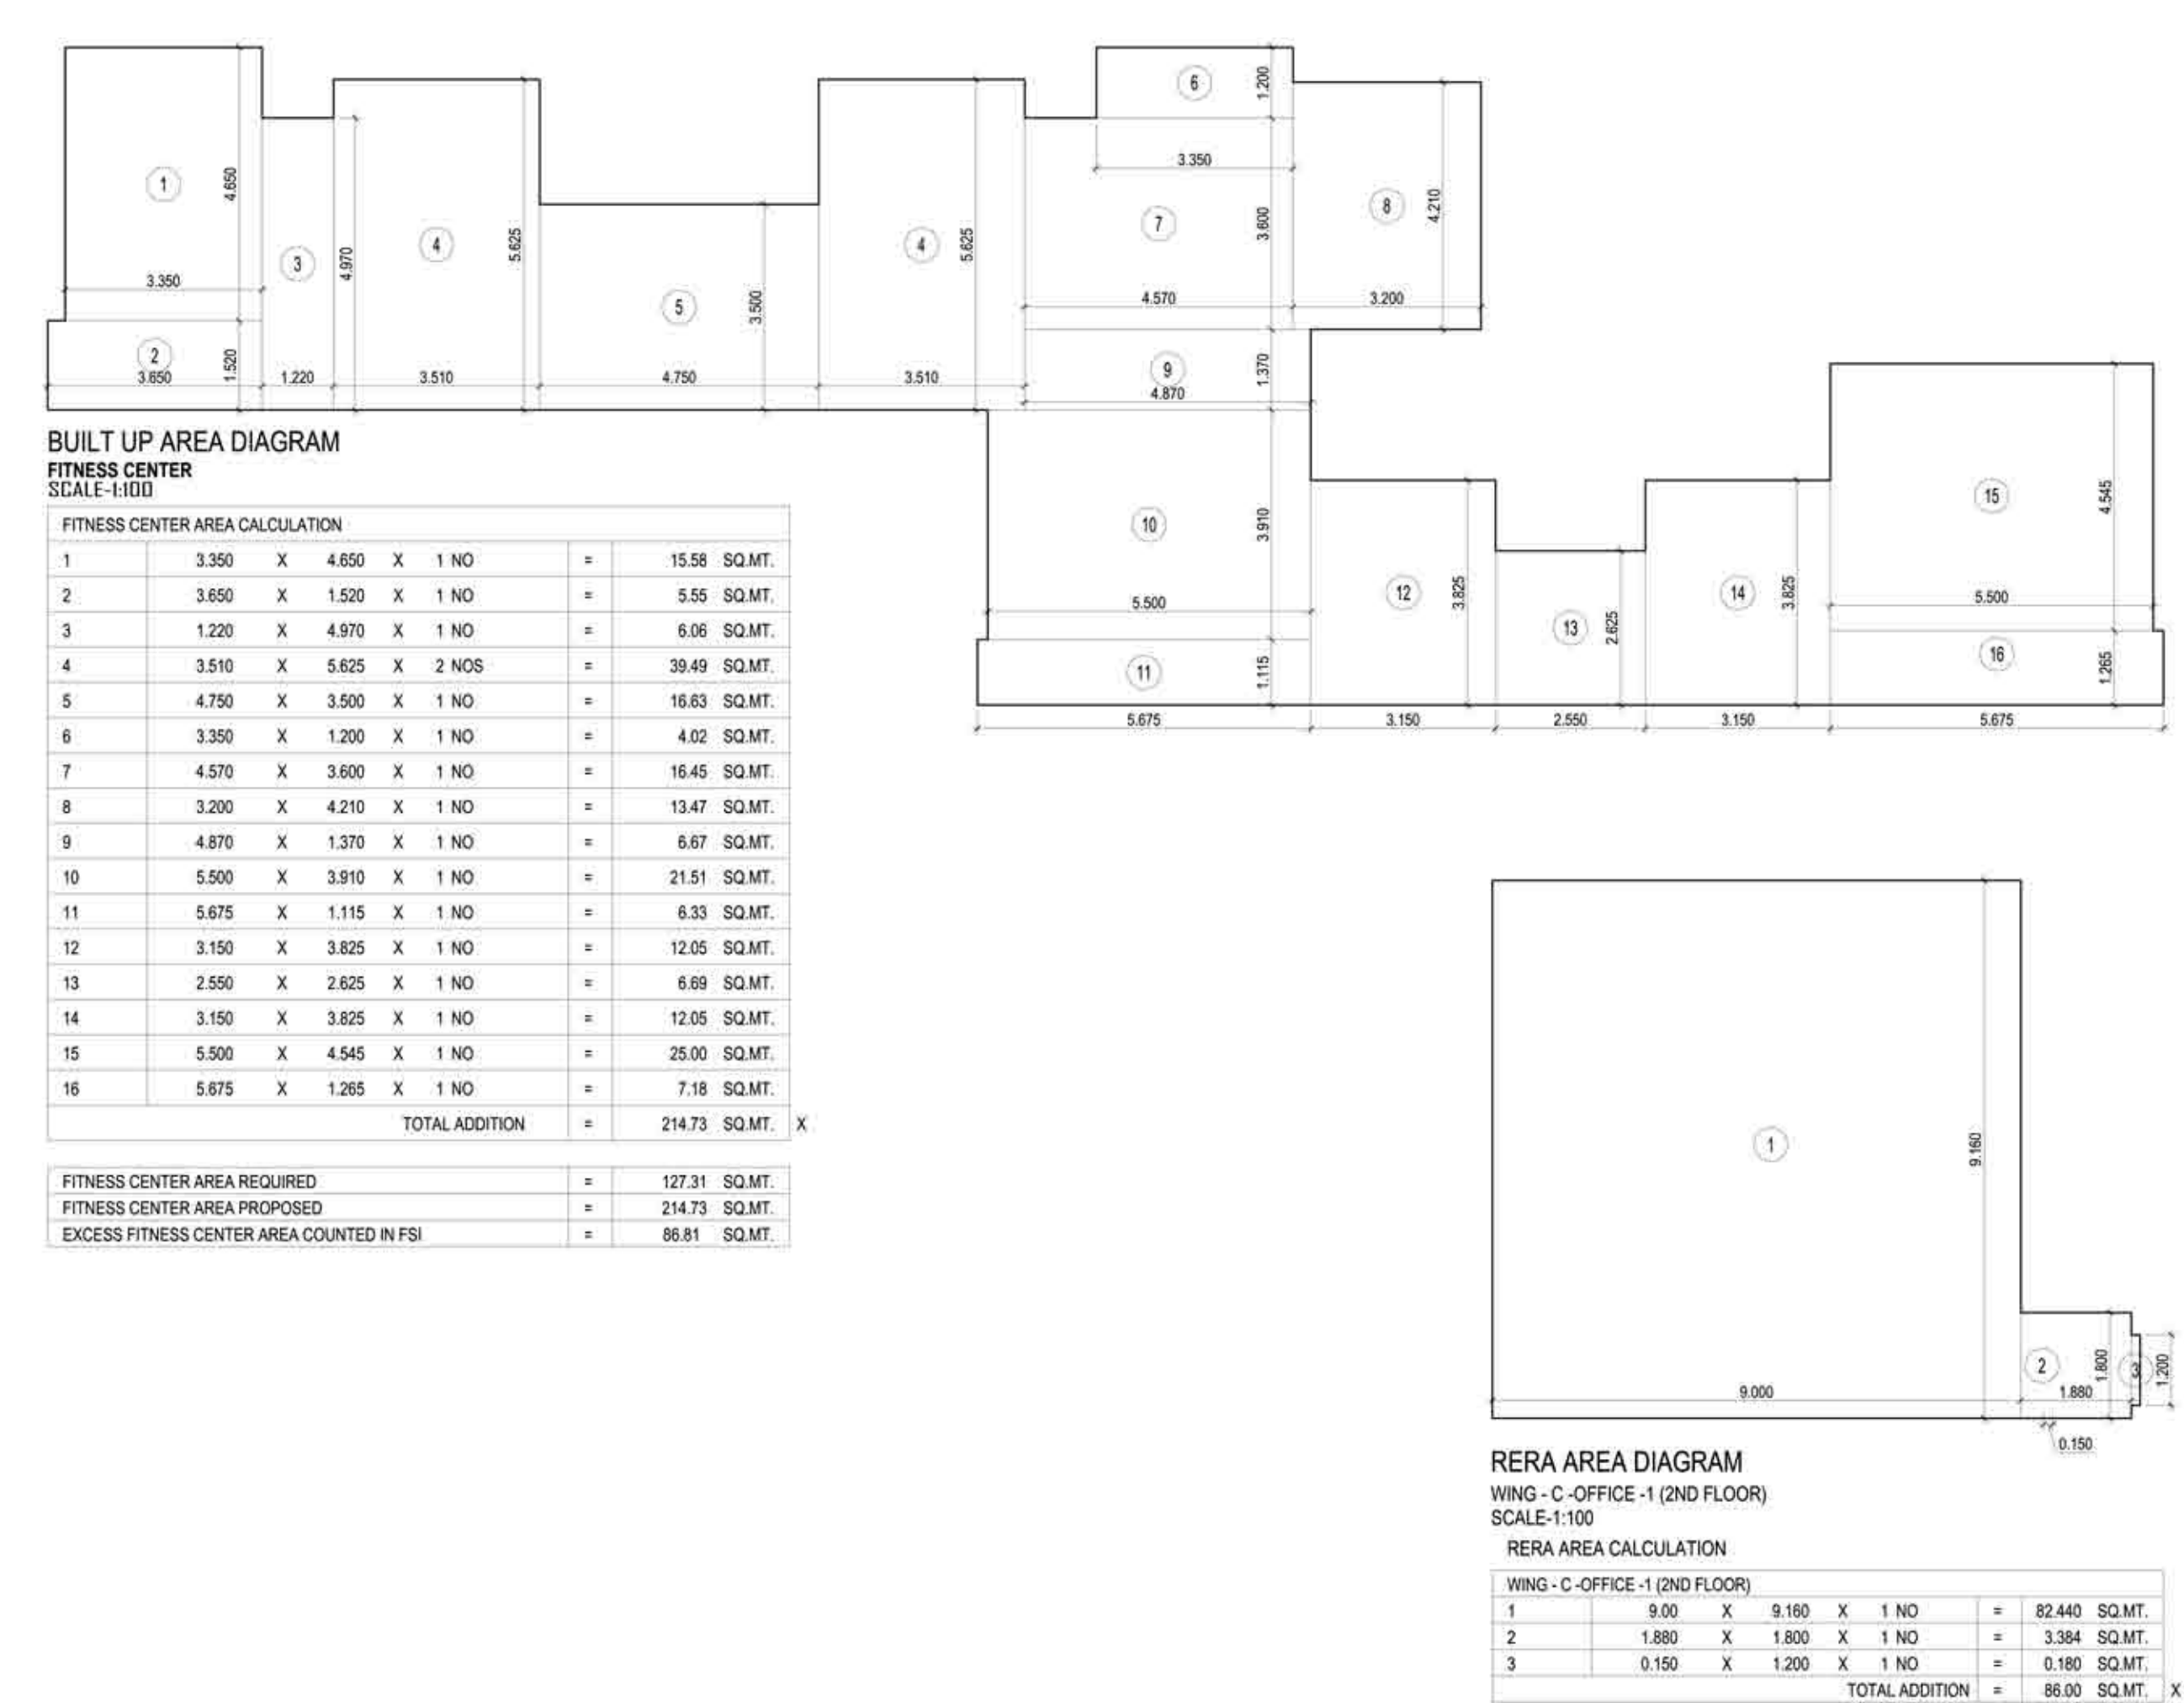 6
1.200
3.350
1
4.650
3
4.970
4
5.625
5
3.500
4
5.625
7
3.600
8
4.210
3.350
4.570
3.200
2
3.650
1.520
1.220
3.510
4.750
3.510
9
4.870
1.370
BUILT UP AREA DIAGRAM
FITNESS CENTER
SCALE-1:100
10
3.910
5.500
11
1.115
12
3.825
13
2.625
14
3.825
15
4.545
5.500
16
1.265
5.675
3.150
2.550
3.150
5.675
FITNESS CENTER AREA CALCULATION
1 3.350 X 4.650 X 1 NO = 15.58 SQ.MT.
2 3.650 X 1.520 X 1 NO = 5.55 SQ.MT.
3 1.220 X 4.970 X 1 NO = 6.06 SQ.MT.
4 3.510 X 5.625 X 2 NOS = 39.49 SQ.MT.
5 4.750 X 3.500 X 1 NO = 16.63 SQ.MT.
6 3.350 X 1.200 X 1 NO = 4.02 SQ.MT.
7 4.570 X 3.600 X 1 NO = 16.45 SQ.MT.
8 3.200 X 4.210 X 1 NO = 13.47 SQ.MT.
9 4.870 X 1.370 X 1 NO = 6.67 SQ.MT.
10 5.500 X 3.910 X 1 NO = 21.51 SQ.MT.
11 5.675 X 1.115 X 1 NO = 6.33 SQ.MT.
12 3.150 X 3.825 X 1 NO = 12.05 SQ.MT.
13 2.550 X 2.625 X 1 NO = 6.69 SQ.MT.
14 3.150 X 3.825 X 1 NO = 12.05 SQ.MT.
15 5.500 X 4.545 X 1 NO = 25.00 SQ.MT.
16 5.675 X 1.265 X 1 NO = 7.18 SQ.MT.
TOTAL ADDITION = 214.73 SQ.MT. X
FITNESS CENTER AREA REQUIRED = 127.31 SQ.MT.
FITNESS CENTER AREA PROPOSED = 214.73 SQ.MT.
EXCESS FITNESS CENTER AREA COUNTED IN FSI = 86.81 SQ.MT.
1
9.160
9.000
2
1.800
1.880
3
1.200
0.150
RERA AREA DIAGRAM
WING - C -OFFICE -1 (2ND FLOOR)
SCALE-1:100
RERA AREA CALCULATION
WING - C -OFFICE -1 (2ND FLOOR)
1 9.00 X 9.160 X 1 NO = 82.440 SQ.MT.
2 1.880 X 1.800 X 1 NO = 3.384 SQ.MT.
3 0.150 X 1.200 X 1 NO = 0.180 SQ.MT.
TOTAL ADDITION = 86.00 SQ.MT. X